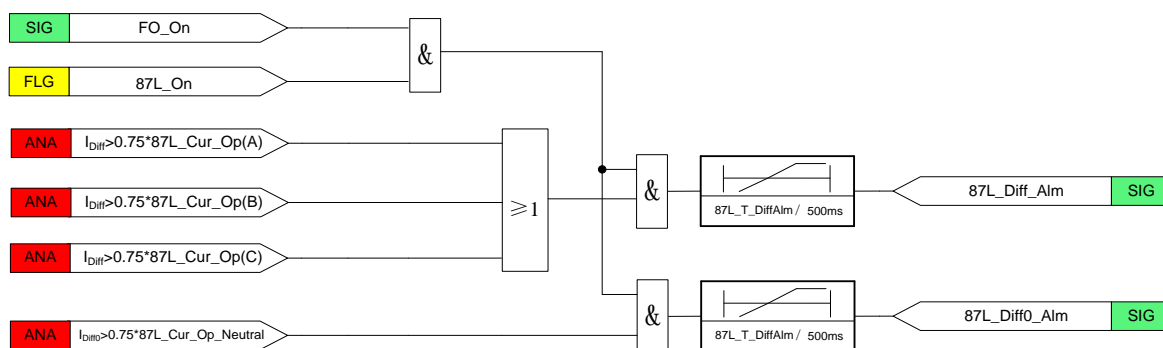 SIG FO_On
&
FLG 87L_On
ANA IDiff>0.75*87L_Cur_Op(A)
ANA IDiff>0.75*87L_Cur_Op(B)
≥1
ANA IDiff>0.75*87L_Cur_Op(C)
&
87L_T_DiffAlm / 500ms
87L_Diff_Alm SIG
ANA IDiff0>0.75*87L_Cur_Op_Neutral
&
87L_T_DiffAlm / 500ms
87L_Diff0_Alm SIG